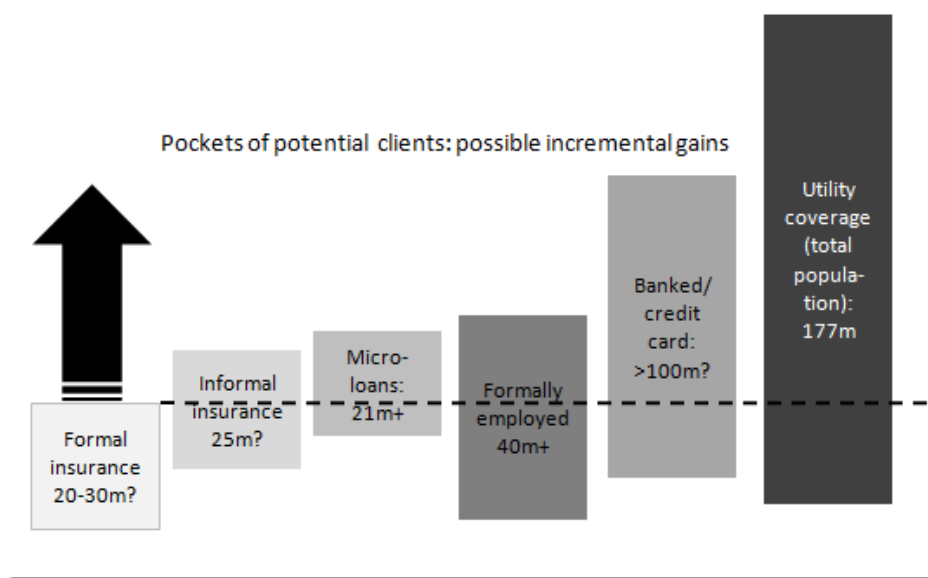 Pockets of potential clients: possible incremental gains
Formal
insurance
20-30m?
Informal
insurance
25m?
Micro-
loans:
21m+
Formally
employed
40m+
Banked/
credit
card:
>100m?
Utility
coverage
(total
popula-
tion):
177m